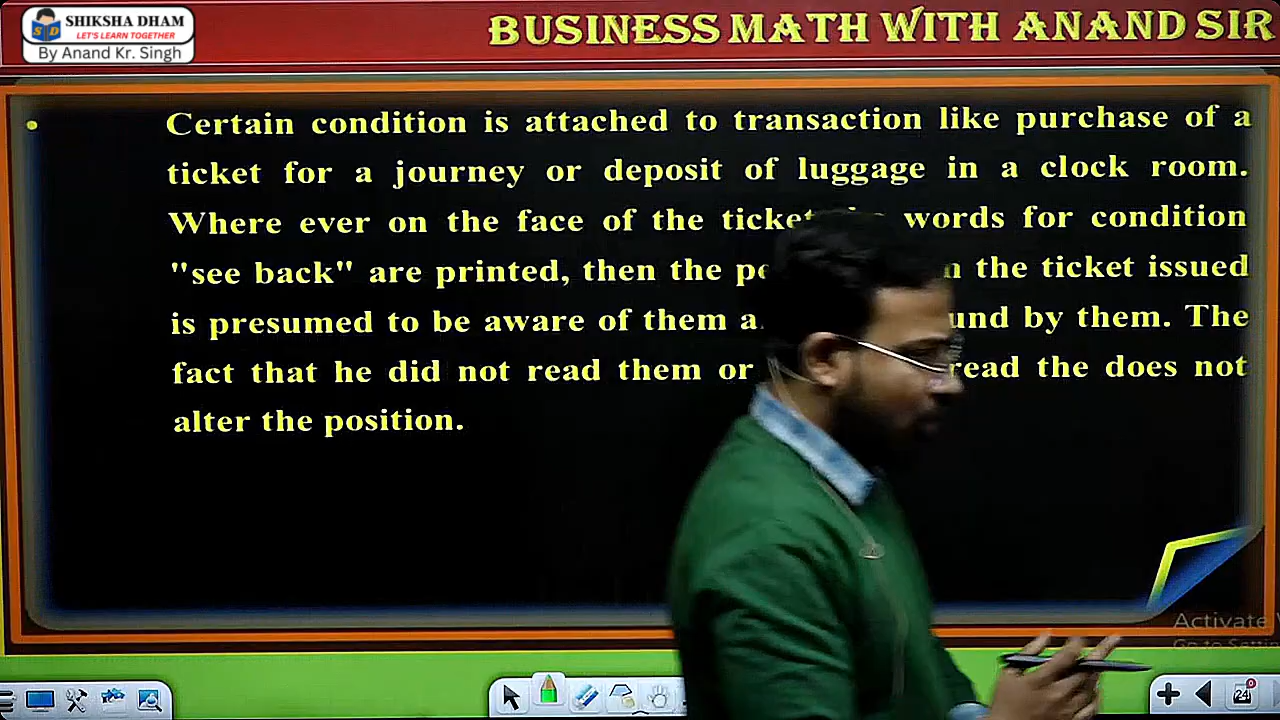 SHIKSHA DHAM
LET'S LEARN TOGETHER
SD
By Anand Kr. Singh
BUSINESS MATH WITH ANAND SIR
Certain condition is attached to transaction like purchase of a
ticket for a journey or deposit of luggage in a clock room.
Where ever on the face of the ticket words for condition
"see back" are printed, then the the ticket issued
is presumed to be aware of them by them. The
fact that he did not read them or read the does not
alter the position.
Activate
24